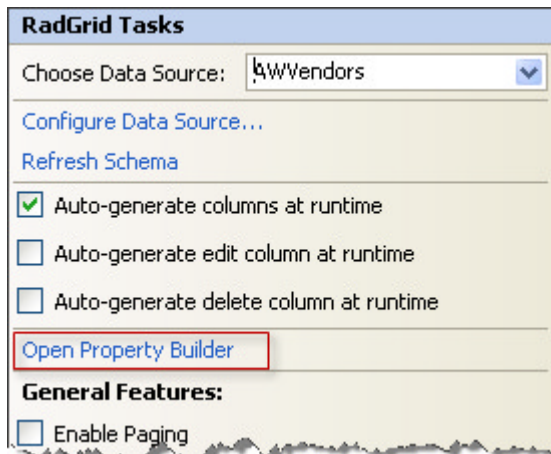 RadGrid Tasks
Choose Data Source: AWVendors
Configure Data Source...
Refresh Schema
Auto-generate columns at runtime
Auto-generate edit column at runtime
Auto-generate delete column at runtime
Open Property Builder
General Features:
Enable Paging